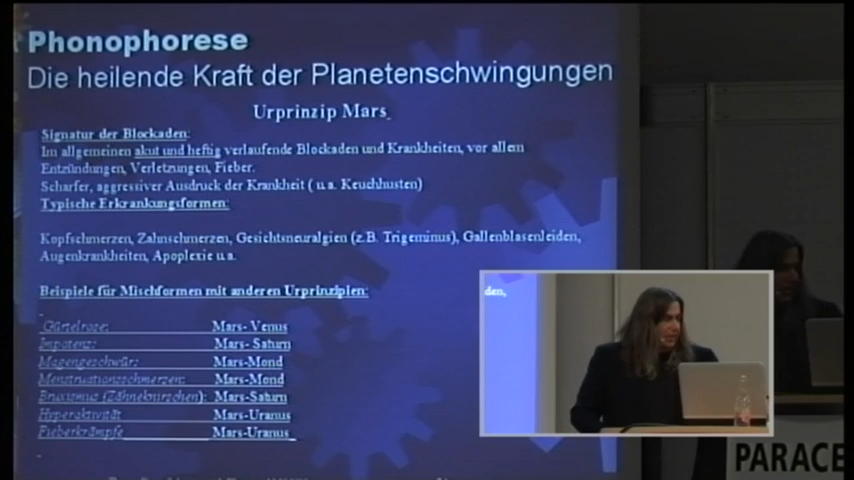 Phonophorese
Die heilende Kraft der Planetenschwingungen
Urprinzip Mars
Signatur der Blockaden:
Im allgemeinen akut und heftig verlaufende Blockaden und Krankheiten, vor allem
Entzündungen, Verletzungen, Fieber.
Scharfer, aggressiver Ausdruck der Krankheit ( u.a. Keuchhusten)
Typische Erkrankungsformen:
Kopfschmerzen, Zahnschmerzen, Gesichtsneuralgien (z.B. Trigeminus), Gallenblasenleiden,
Augenkrankheiten, Apoplexie u.a.
Beispiele für Mischformen mit anderen Urprinzipien:
Gürtelrose: Mars- Venus
Impotenz: Mars- Saturn
Magengeschwür: Mars-Mond
Menstruationsschmerzen: Mars-Mond
Bruxismus (Zähneknirschen): Mars-Saturn
Hyperaktivität Mars-Uranus
Fieberkrämpfe Mars-Uranus
den,
PARACE